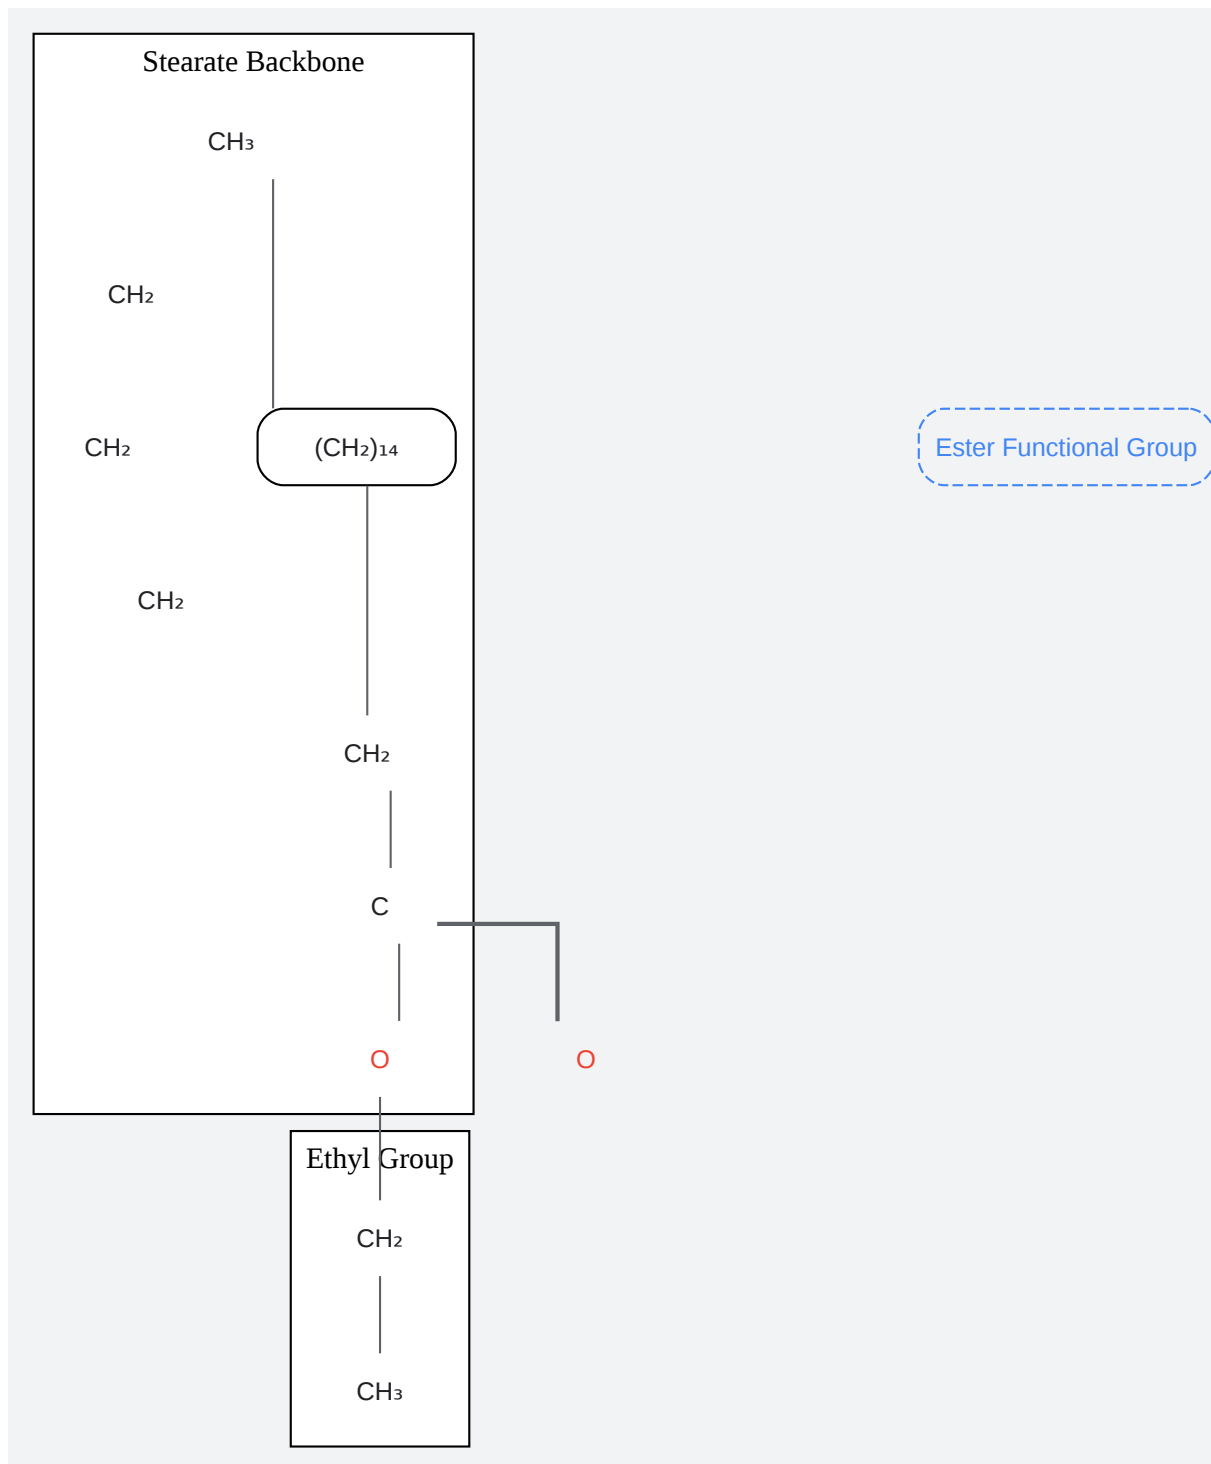 Stearate Backbone
CH₃
CH₂
CH₂
(CH₂)₁₄
Ester Functional Group
CH₂
CH₂
C
O
O
Ethyl Group
CH₂
CH₃